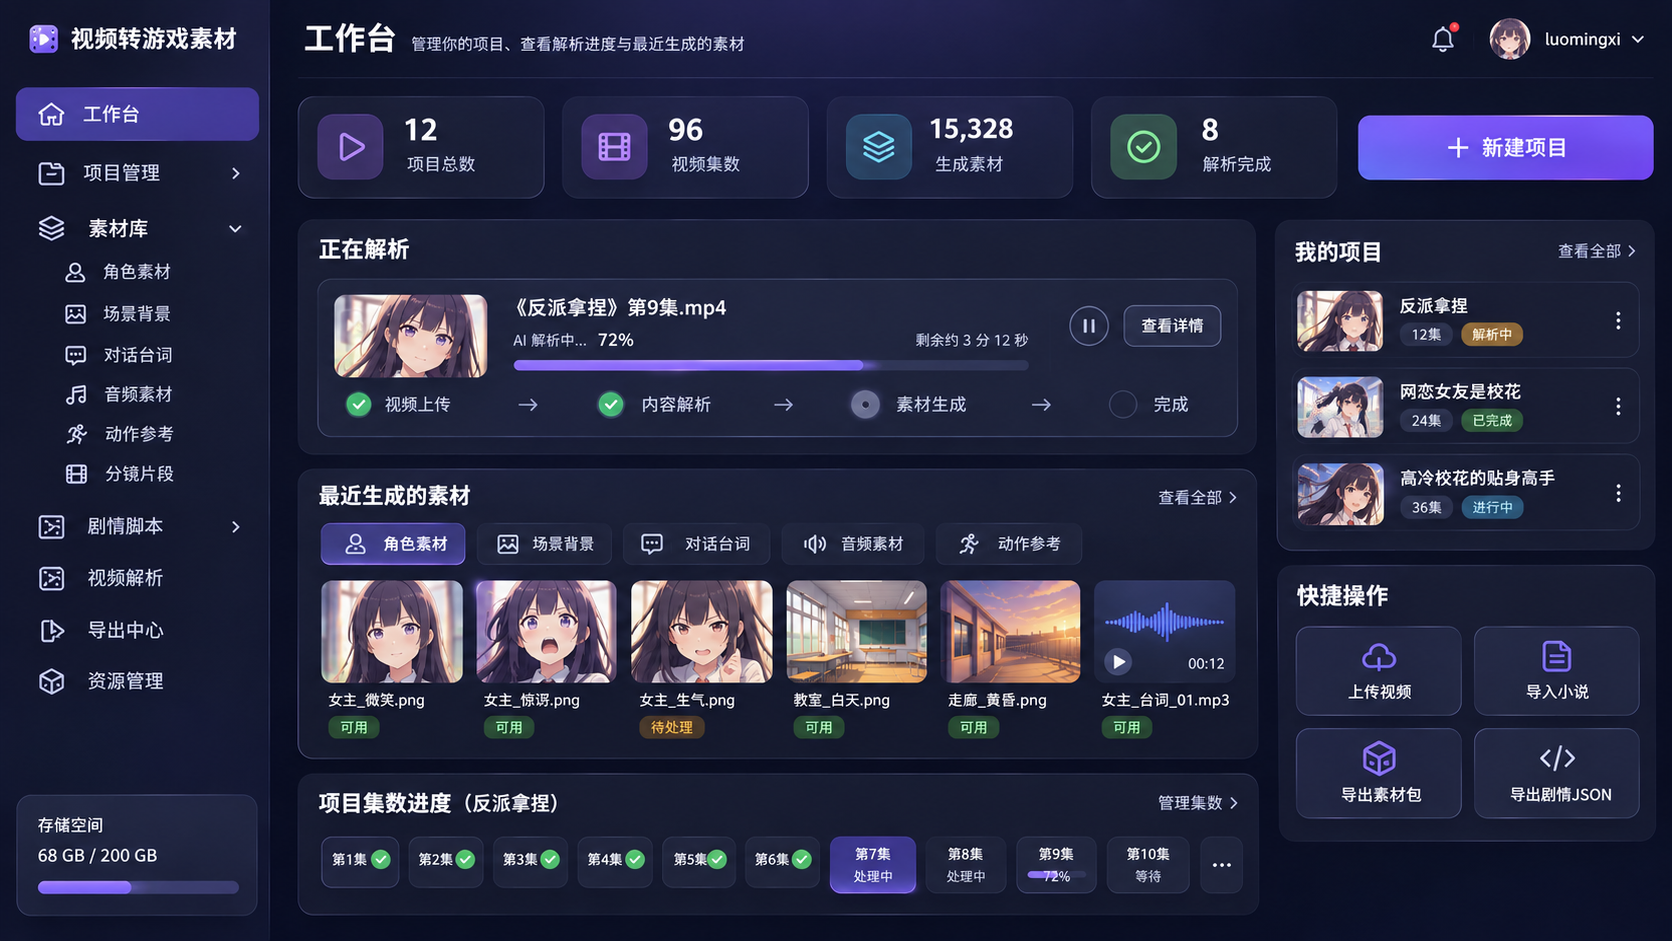 视频转游戏素材
工作台
项目管理
素材库
角色素材
场景背景
对话台词
音频素材
动作参考
分镜片段
剧情脚本
视频解析
导出中心
资源管理
存储空间
68 GB / 200 GB
工作台
管理你的项目、查看解析进度与最近生成的素材
luomingxi
12
项目总数
96
视频集数
15,328
生成素材
8
解析完成
新建项目
正在解析
《反派拿捏》第9集.mp4
AI 解析中... 72%
剩余约 3 分 12 秒
查看详情
视频上传
内容解析
素材生成
完成
最近生成的素材
查看全部
角色素材
场景背景
对话台词
音频素材
动作参考
00:12
女主_微笑.png
女主_惊讶.png
女主_生气.png
教室_白天.png
走廊_黄昏.png
女主_台词_01.mp3
可用
可用
待处理
可用
可用
可用
项目集数进度（反派拿捏）
管理集数
第1集
第2集
第3集
第4集
第5集
第6集
第7集
处理中
第8集
处理中
第9集
72%
第10集
等待
...
我的项目
查看全部
反派拿捏
12集
解析中
网恋女友是校花
24集
已完成
高冷校花的贴身高手
36集
进行中
快捷操作
上传视频
导入小说
导出素材包
导出剧情JSON